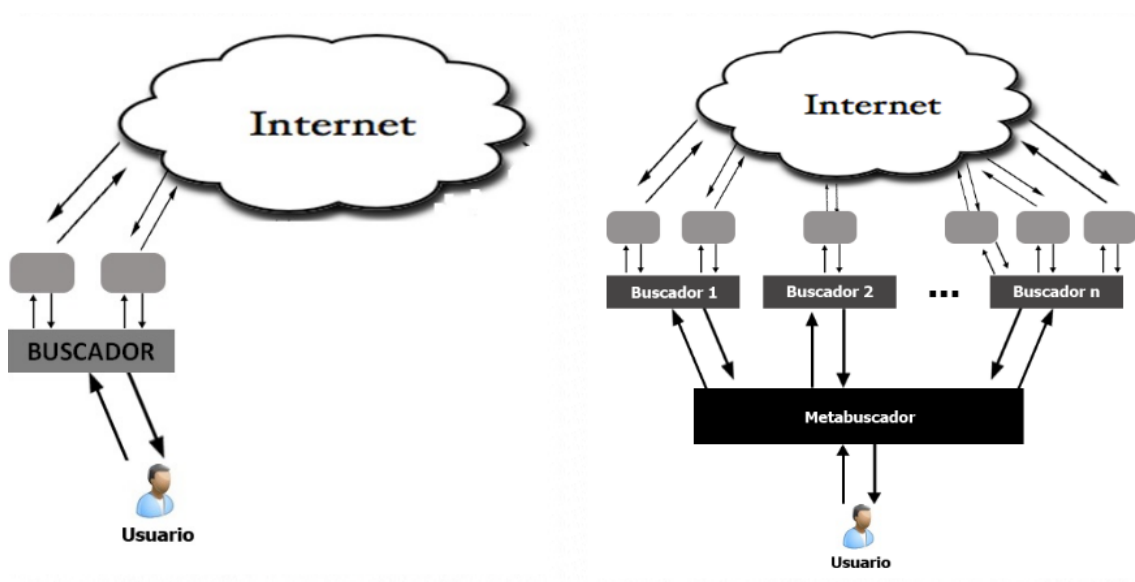 Internet
BUSCADOR
Usuario
Internet
Buscador 1
Buscador 2
...
Buscador n
Metabuscador
Usuario